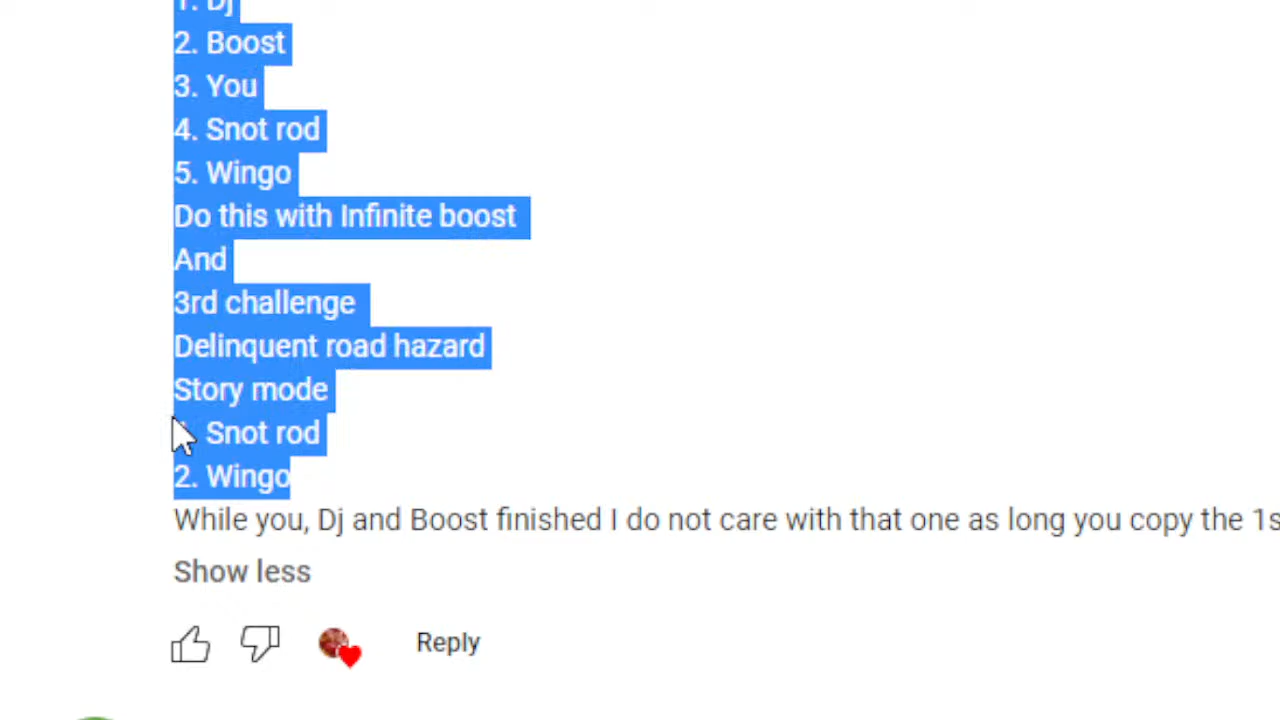 1. Dj
2. Boost
3. You
4. Snot rod
5. Wingo
Do this with Infinite boost
And
3rd challenge
Delinquent road hazard
Story mode
Snot rod
2. Wingo
While you, Dj and Boost finished I do not care with that one as long you copy the
Show less
Reply